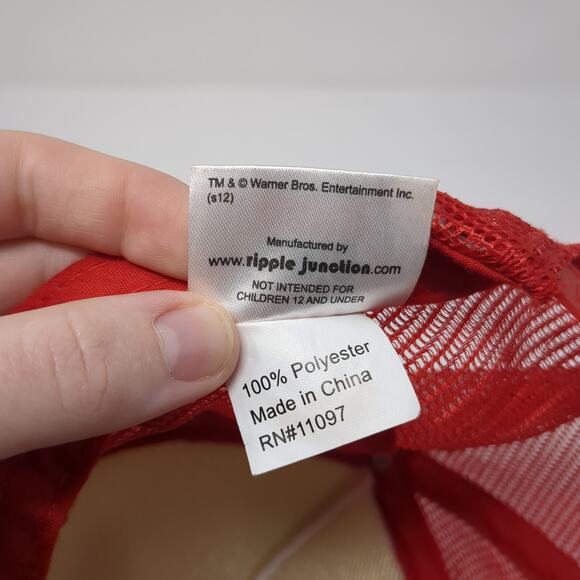 TM & © Warner Bros. Entertainment Inc.
(s12)
Manufactured by
www.ripple junction.com
NOT INTENDED FOR
CHILDREN 12 AND UNDER
100% Polyester
Made in China
RN#11097